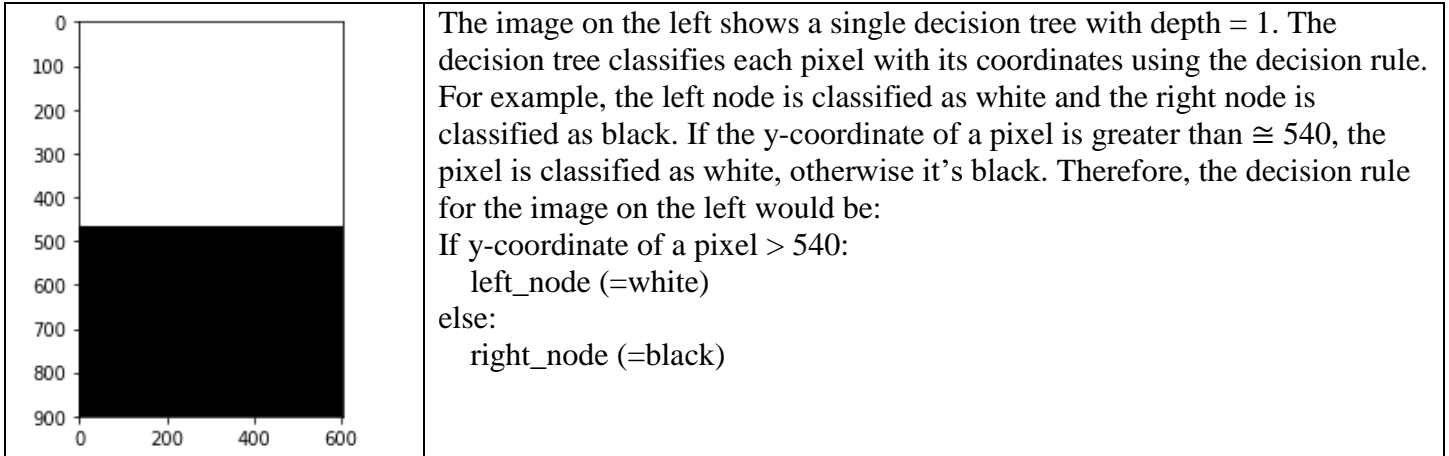 0
100
200
300
400
500
600
700
800
900
0 200 400 600
The image on the left shows a single decision tree with depth = 1. The
decision tree classifies each pixel with its coordinates using the decision rule.
For example, the left node is classified as white and the right node is
classified as black. If the y-coordinate of a pixel is greater than ≅ 540, the
pixel is classified as white, otherwise it’s black. Therefore, the decision rule
for the image on the left would be:
If y-coordinate of a pixel > 540:
left_node (=white)
else:
right_node (=black)